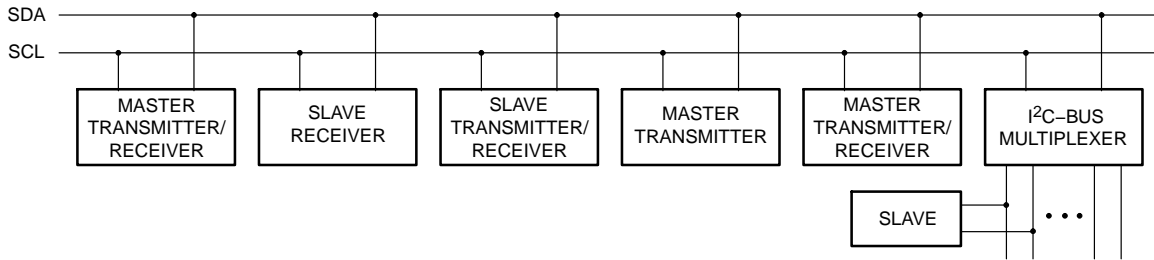 SDA
SCL
MASTER
TRANSMITTER/
RECEIVER
SLAVE
RECEIVER
SLAVE
TRANSMITTER/
RECEIVER
MASTER
TRANSMITTER
MASTER
TRANSMITTER/
RECEIVER
I²C−BUS
MULTIPLEXER
SLAVE